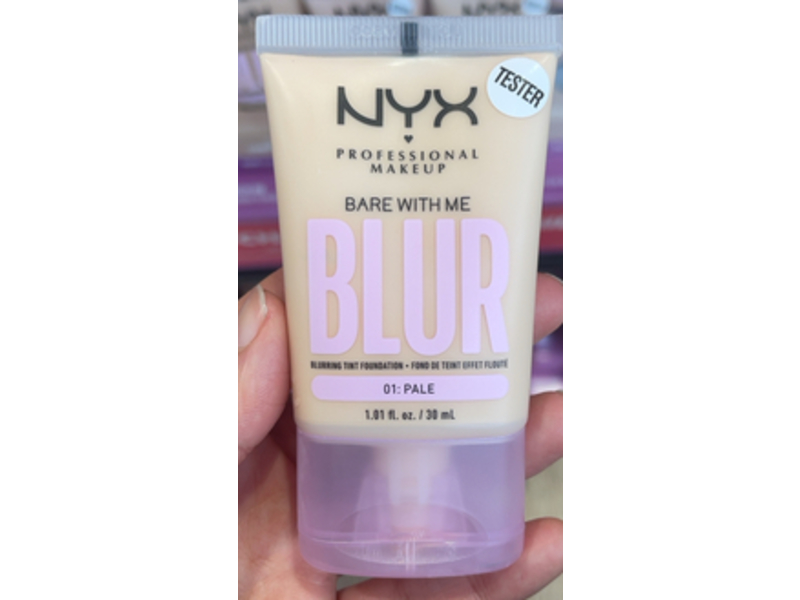 NYX
TESTER
PROFESSIONAL
MAKEUP
BARE WITH ME
BLUR
BLURRING TINT FOUNDATION • FOND DE TEINT EFFET FLOUTÉ
01: PALE
1.01 fl. oz. / 30 mL